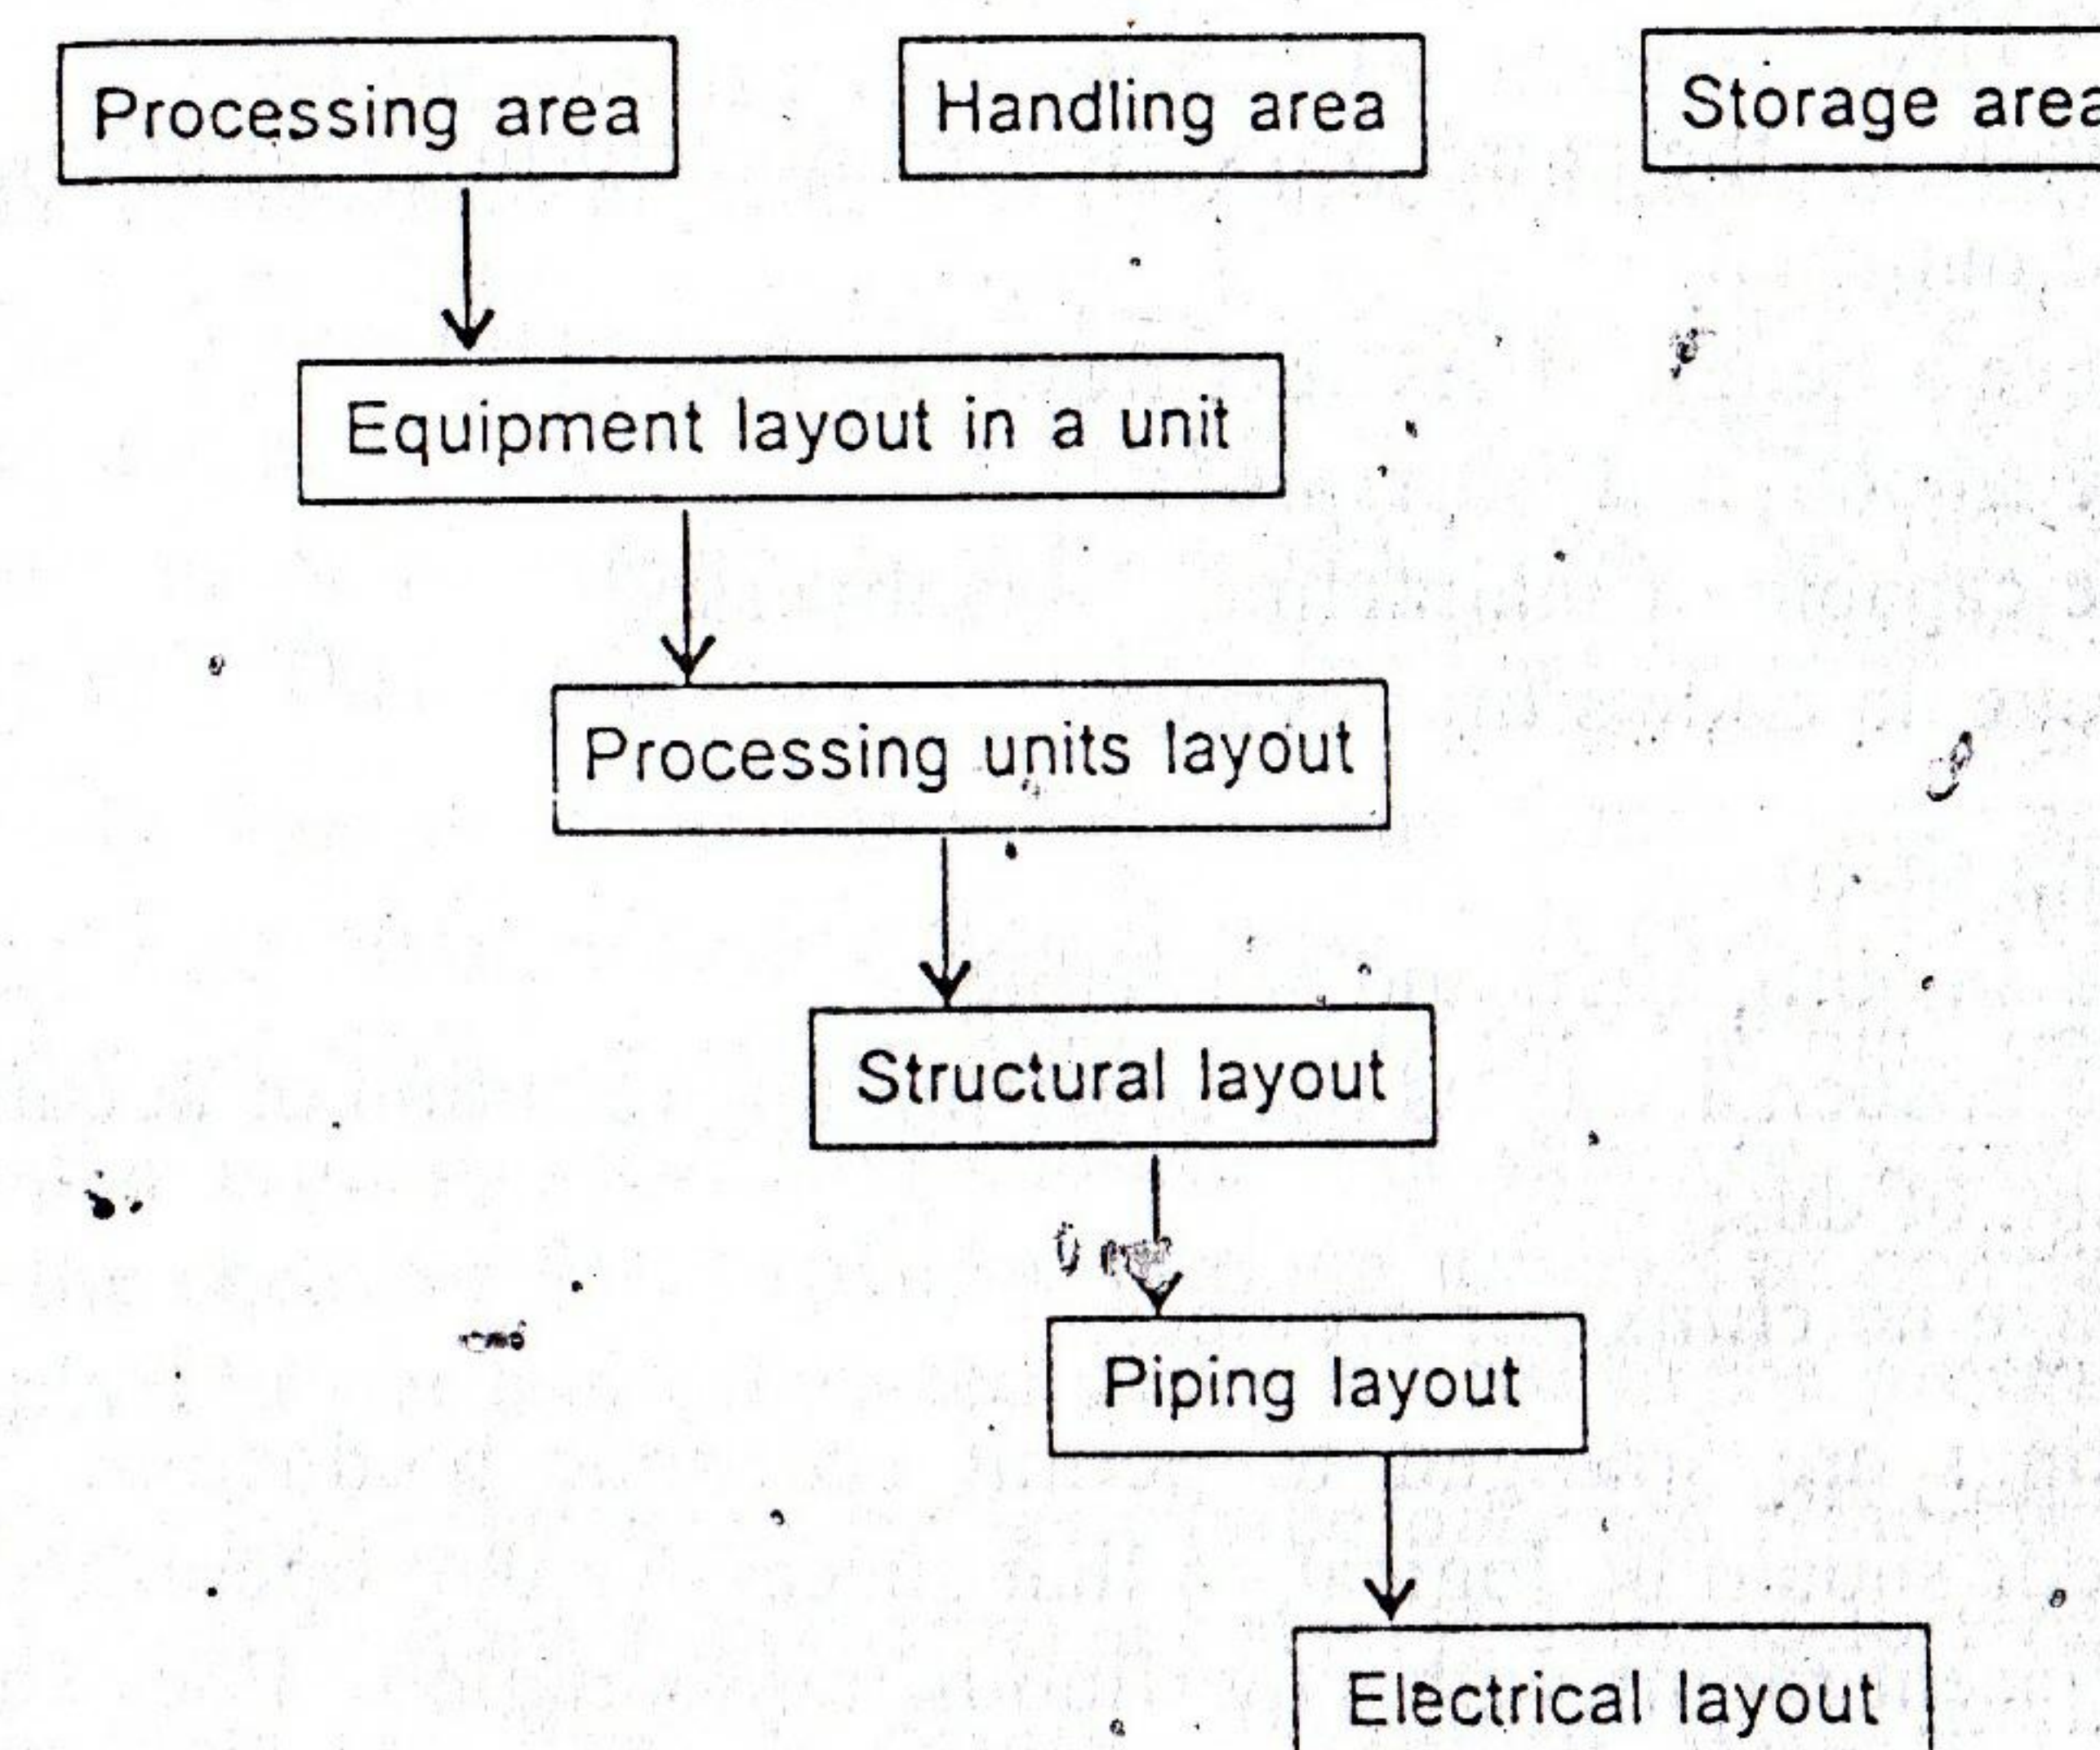 Processing area Handling area Storage area
Equipment layout in a unit
Processing units layout
Structural layout
Piping layout
Electrical layout